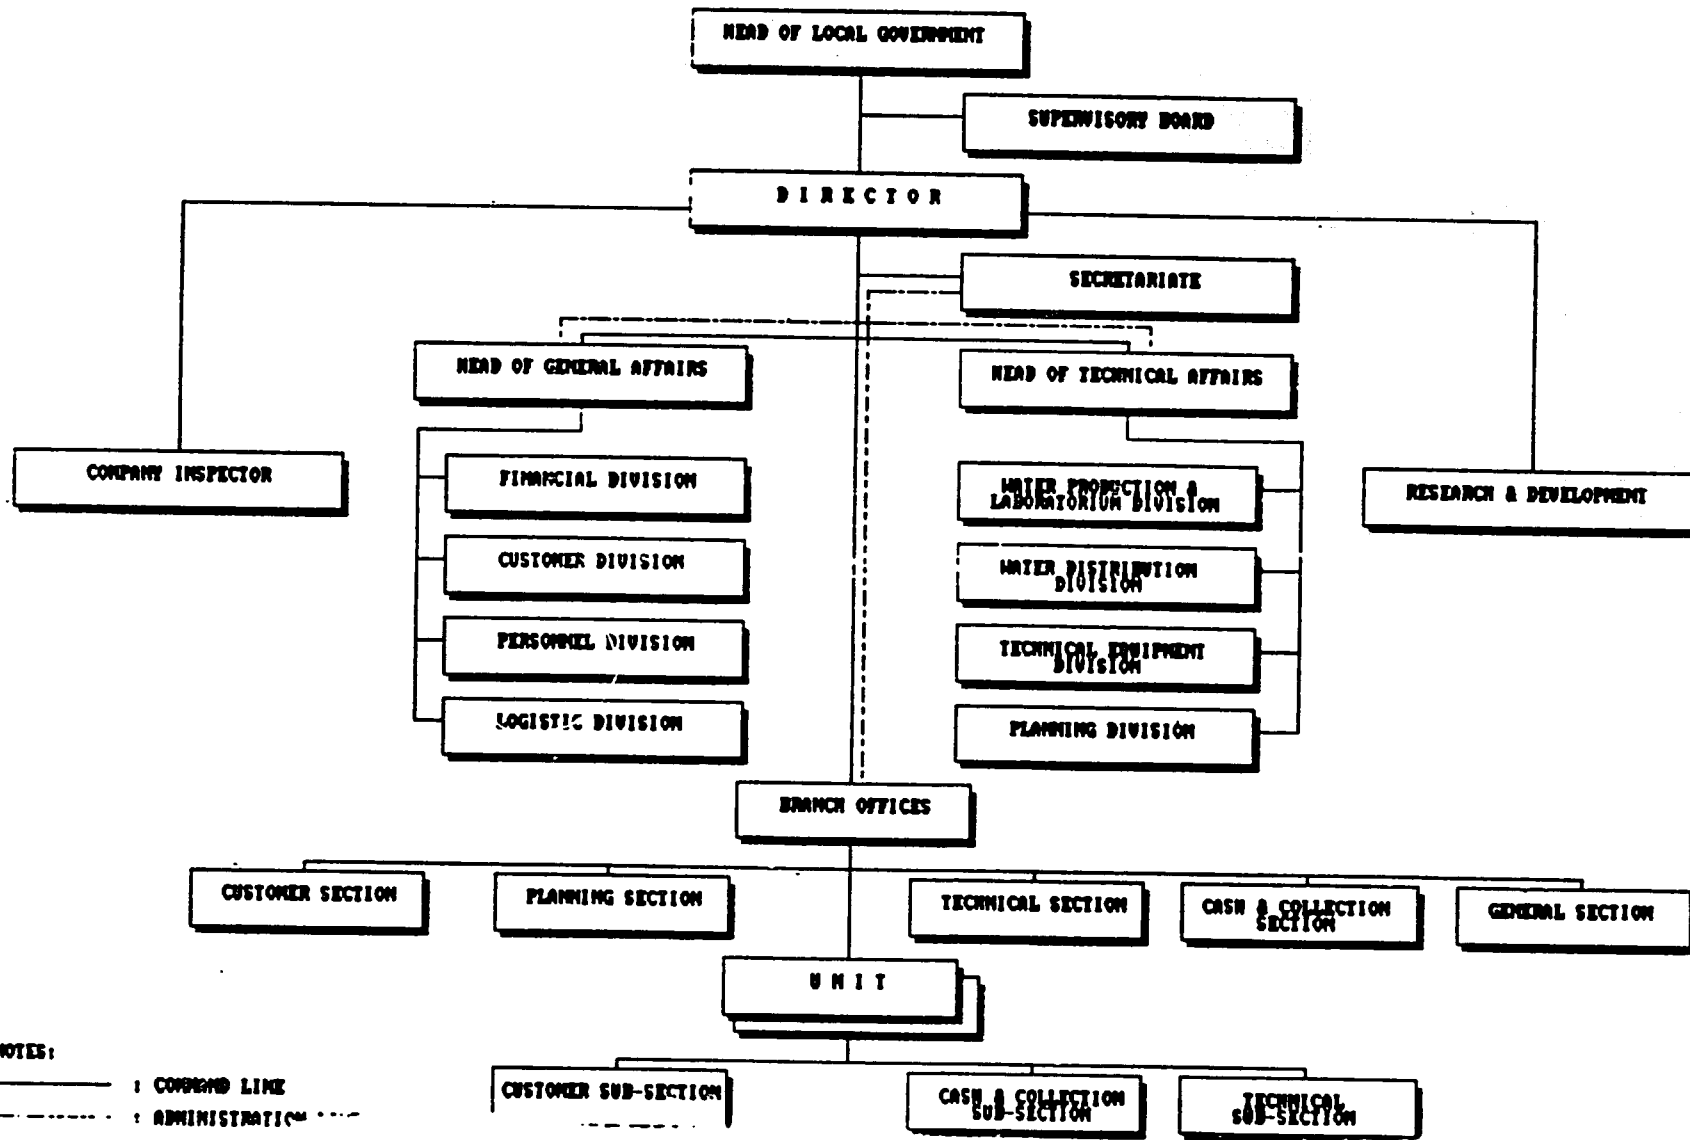 HEAD OF LOCAL GOVERNMENT
SUPERVISORY BOARD
D I R E C T O R
SECRETARIATE
HEAD OF GENERAL AFFAIRS
HEAD OF TECHNICAL AFFAIRS
COMPANY INSPECTOR
FINANCIAL DIVISION
WATER PRODUCTION &
LABORATORIUM DIVISION
RESEARCH & DEVELOPMENT
CUSTOMER DIVISION
WATER DISTRIBUTION
DIVISION
PERSONNEL DIVISION
TECHNICAL EQUIPMENT
DIVISION
LOGISTIC DIVISION
PLANNING DIVISION
BRANCH OFFICES
CUSTOMER SECTION
PLANNING SECTION
TECHNICAL SECTION
CASH & COLLECTION
SECTION
GENERAL SECTION
U N I T
NOTES:
: COMMAND LINE
: ADMINISTRATION
CUSTOMER SUB-SECTION
CASH & COLLECTION
SUB-SECTION
TECHNICAL
SUB-SECTION